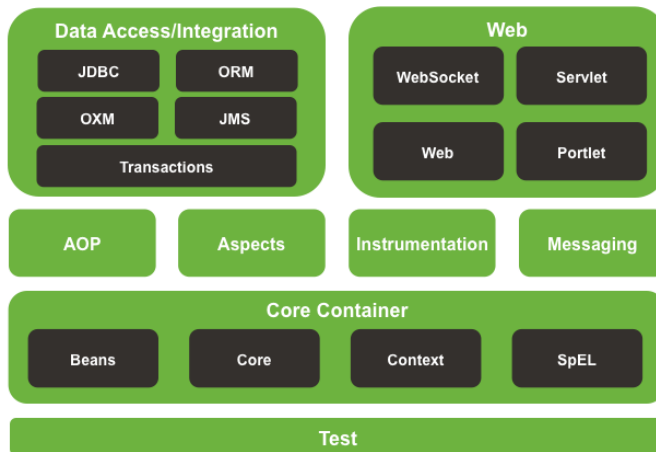 Data Access/Integration
JDBC ORM
OXM JMS
Transactions
Web
WebSocket Servlet
Web Portlet
AOP Aspects Instrumentation Messaging
Core Container
Beans Core Context SpEL
Test